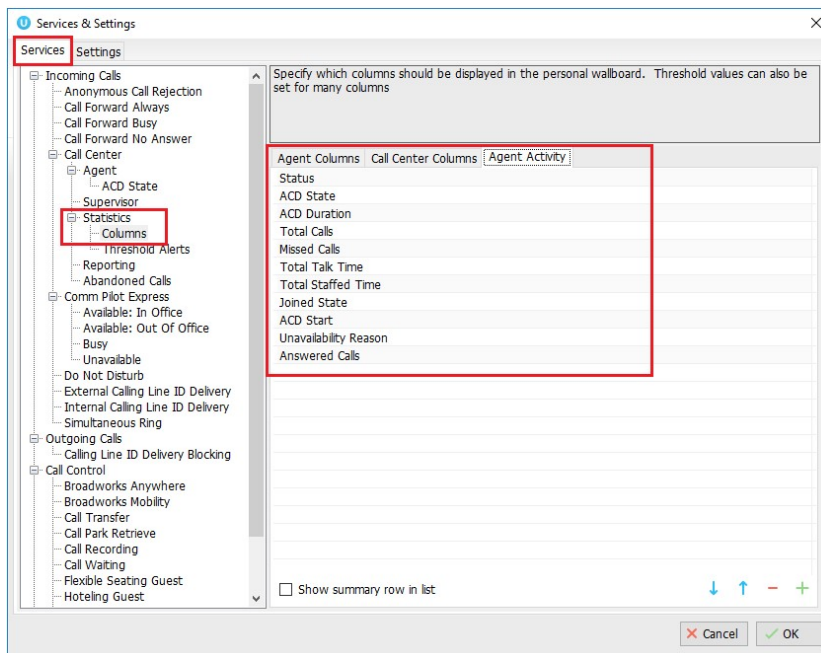 Services & Settings
Services Settings
Incoming Calls
Anonymous Call Rejection
Call Forward Always
Call Forward Busy
Call Forward No Answer
Call Center
Agent
ACD State
Supervisor
Statistics
Columns
Threshold Alerts
Reporting
Abandoned Calls
Comm Pilot Express
Available: In Office
Available: Out Of Office
Busy
Unavailable
Do Not Disturb
External Calling Line ID Delivery
Internal Calling Line ID Delivery
Simultaneous Ring
Outgoing Calls
Calling Line ID Delivery Blocking
Call Control
Broadworks Anywhere
Broadworks Mobility
Call Transfer
Call Park Retrieve
Call Recording
Call Waiting
Flexible Seating Guest
Hoteling Guest
Specify which columns should be displayed in the personal wallboard. Threshold values can also be
set for many columns
Agent Columns Call Center Columns Agent Activity
Status
ACD State
ACD Duration
Total Calls
Missed Calls
Total Talk Time
Total Staffed Time
Joined State
ACD Start
Unavailability Reason
Answered Calls
Show summary row in list
Cancel OK